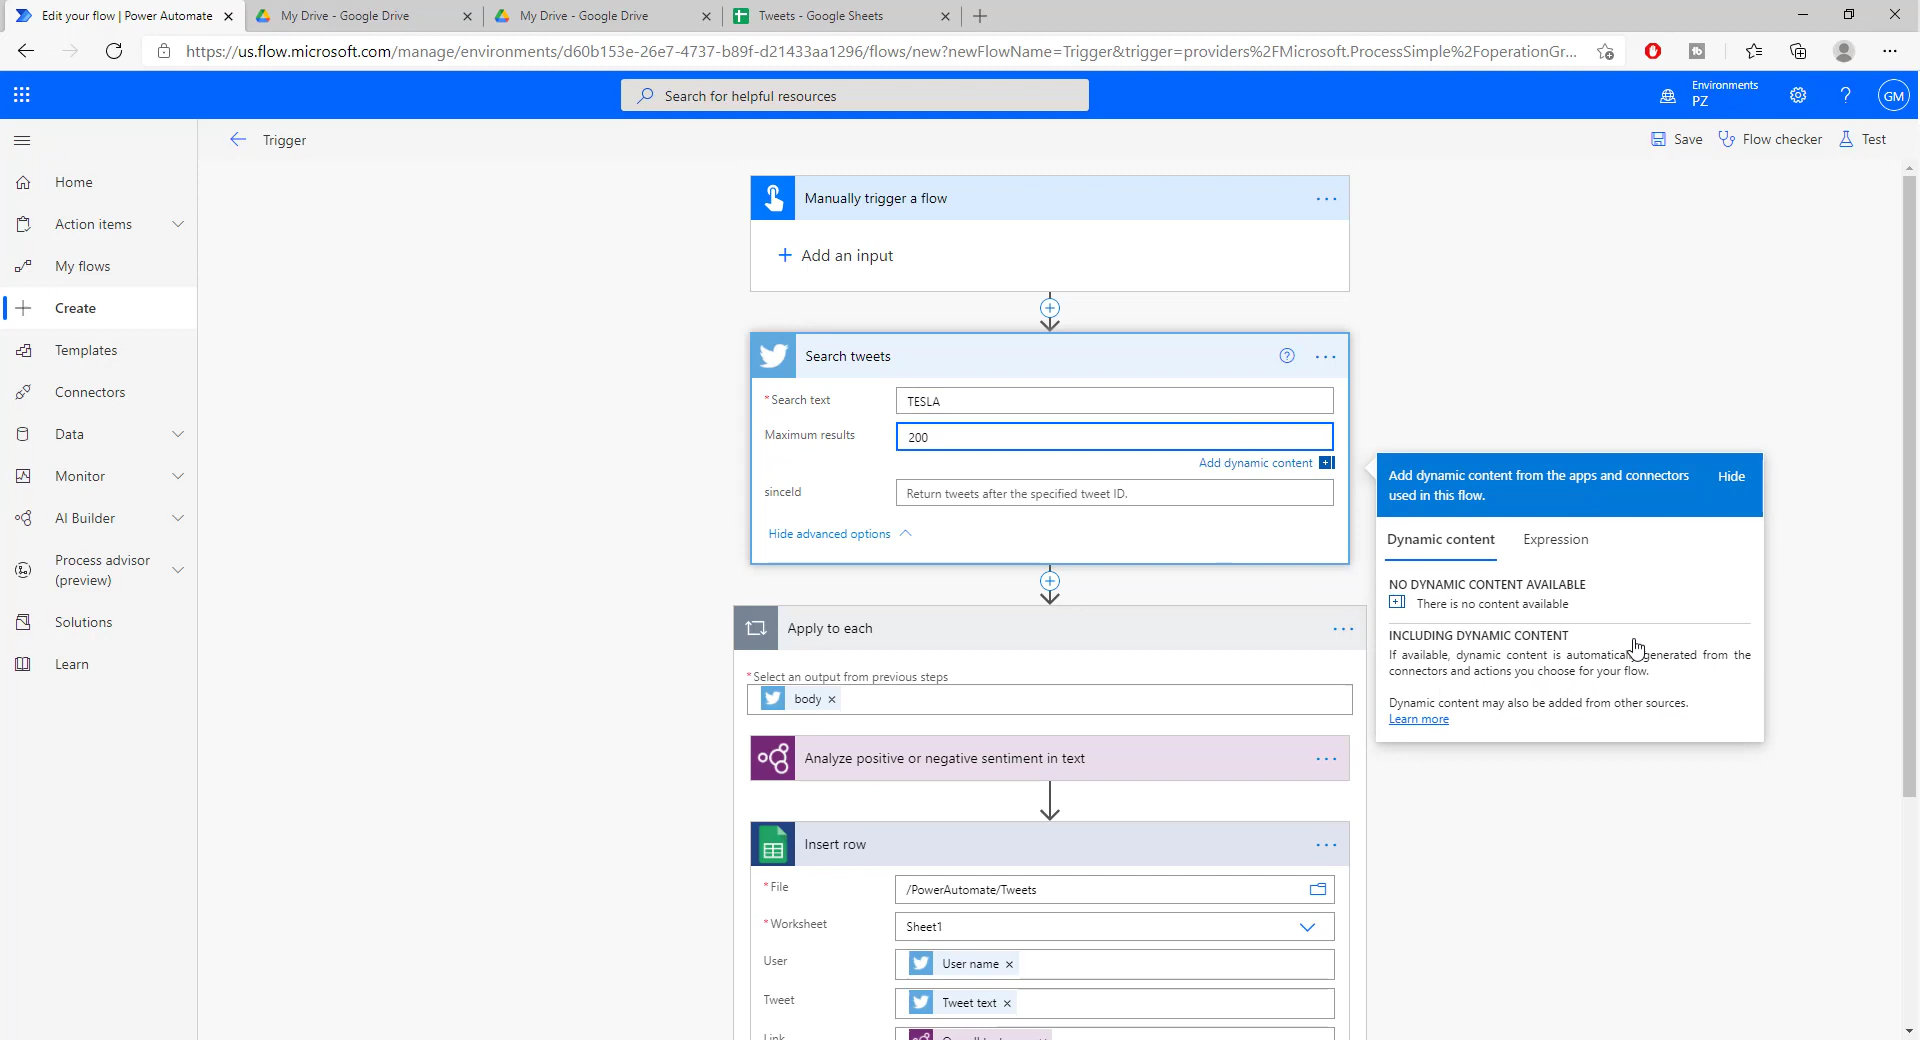 Edit your flow | Power Automate
My Drive - Google Drive
My Drive - Google Drive
Tweets - Google Sheets
https://us.flow.microsoft.com/manage/environments/d60b153e-26e7-4737-b89f-d21433aa1296/flows/new?newFlowName=Trigger&trigger=providers%2FMicrosoft.ProcessSimple%2FoperationGr...
Search for helpful resources
Environments
PZ
?
GM
Trigger
Save
Flow checker
Test
Home
Action items
My flows
Create
Templates
Connectors
Data
Monitor
AI Builder
Process advisor
(preview)
Solutions
Learn
Manually trigger a flow
Add an input
Search tweets
* Search text
TESLA
Maximum results
200
Add dynamic content
sinceId
Return tweets after the specified tweet ID.
Hide advanced options
Apply to each
* Select an output from previous steps
body
Analyze positive or negative sentiment in text
Insert row
* File
/PowerAutomate/Tweets
* Worksheet
Sheet1
User
User name
Tweet
Tweet text
Link
Add dynamic content from the apps and connectors
used in this flow.
Hide
Dynamic content
Expression
NO DYNAMIC CONTENT AVAILABLE
There is no content available
INCLUDING DYNAMIC CONTENT
If available, dynamic content is automatically generated from the
connectors and actions you choose for your flow.
Dynamic content may also be added from other sources.
Learn more